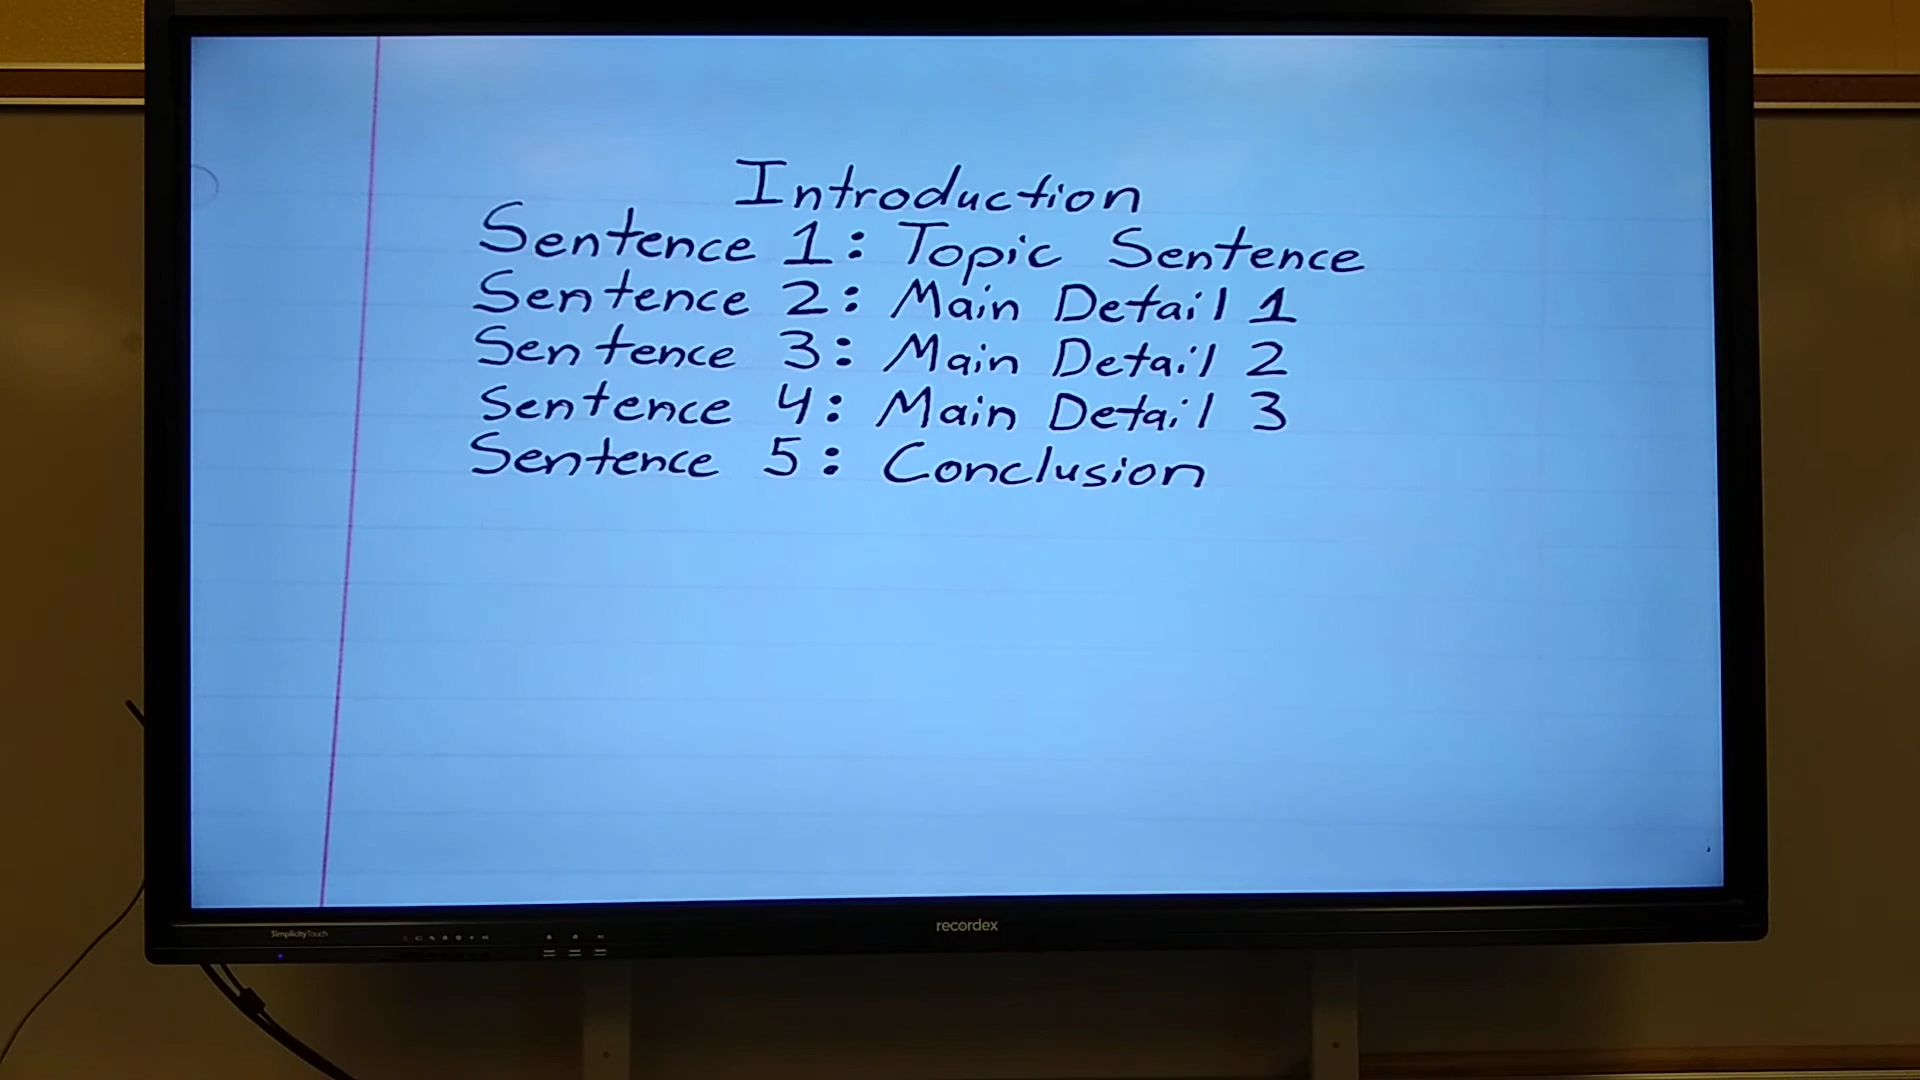 Introduction
Sentence 1: Topic Sentence
Sentence 2: Main Detail 1
Sentence 3: Main Detail 2
Sentence 4: Main Detail 3
Sentence 5: Conclusion
recordex
SimplicityTouch